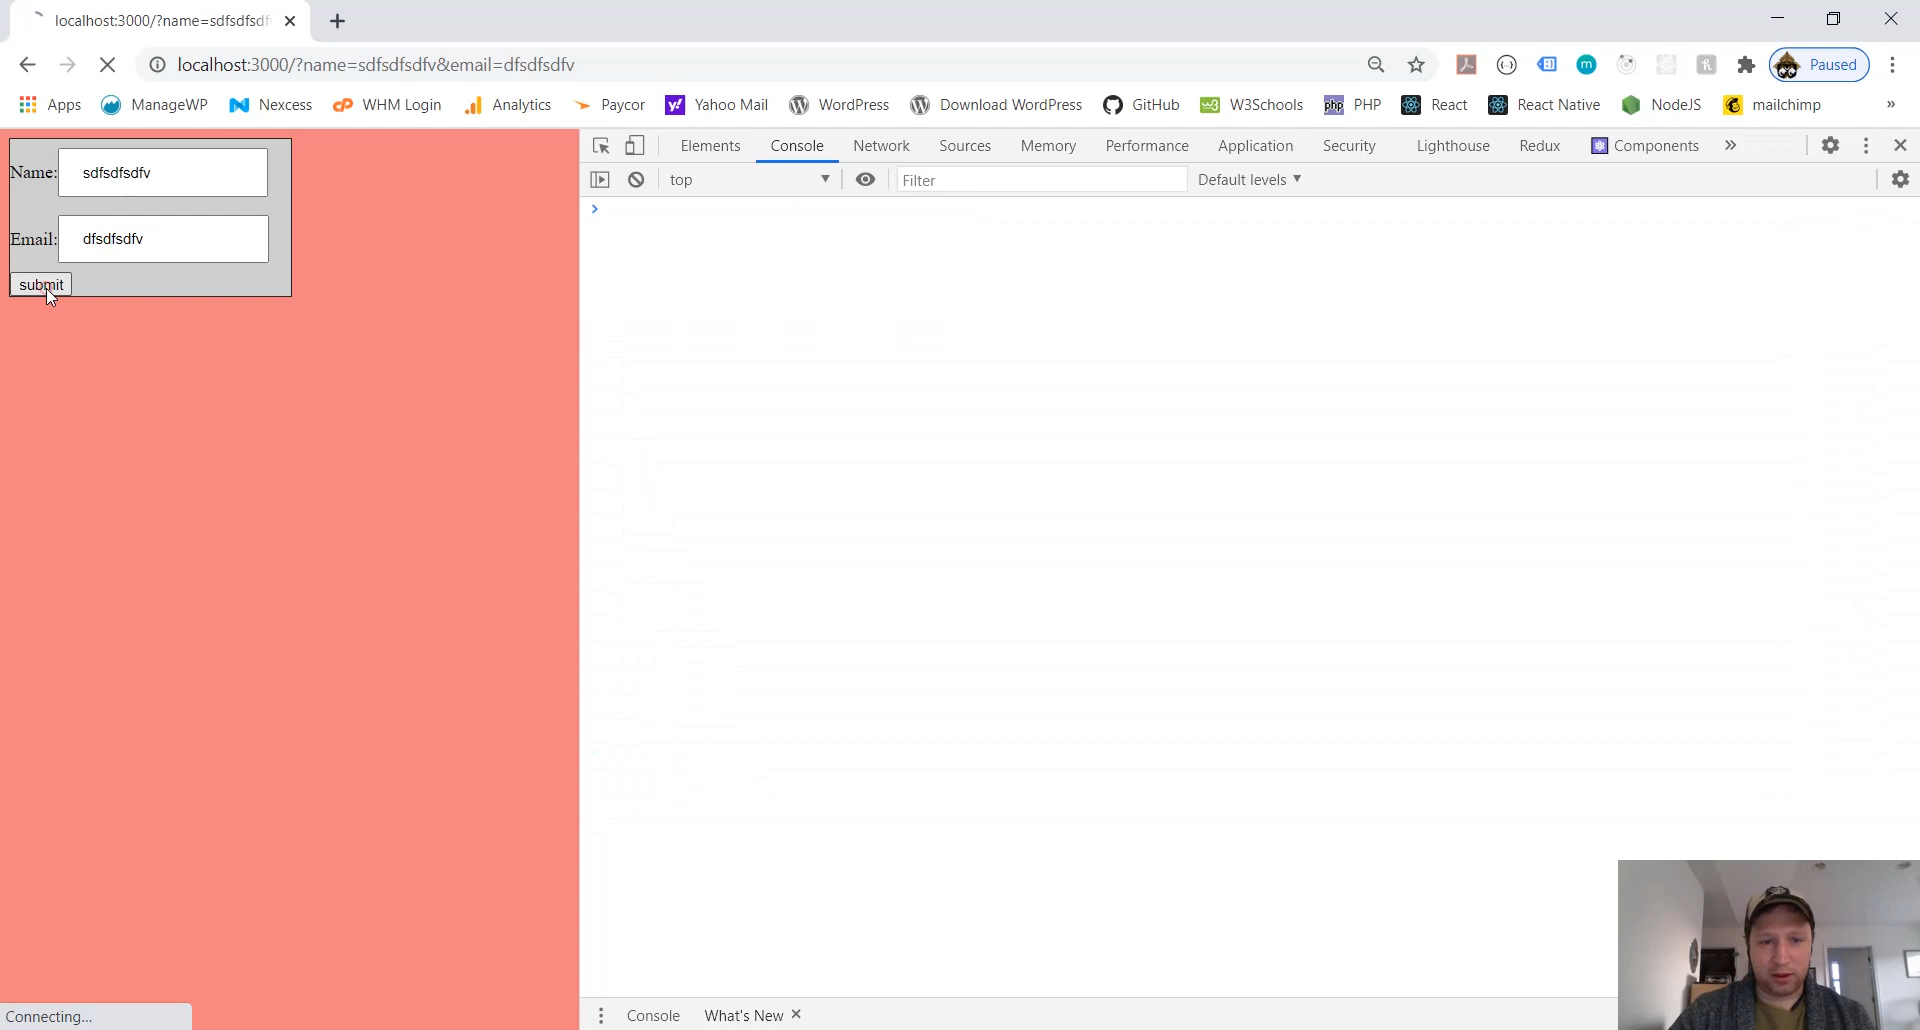 localhost:3000/?name=sdfsdfsdf
localhost:3000/?name=sdfsdfsdfv&email=dfsdfsdfv
Paused
Apps ManageWP Nexcess WHM Login Analytics Paycor Yahoo Mail WordPress Download WordPress GitHub W3Schools PHP React React Native NodeJS mailchimp »
Elements Console Network Sources Memory Performance Application Security Lighthouse Redux Components »
top Filter Default levels
Name: sdfsdfsdfv
Email: dfsdfsdfv
submit
Connecting...
Console What's New